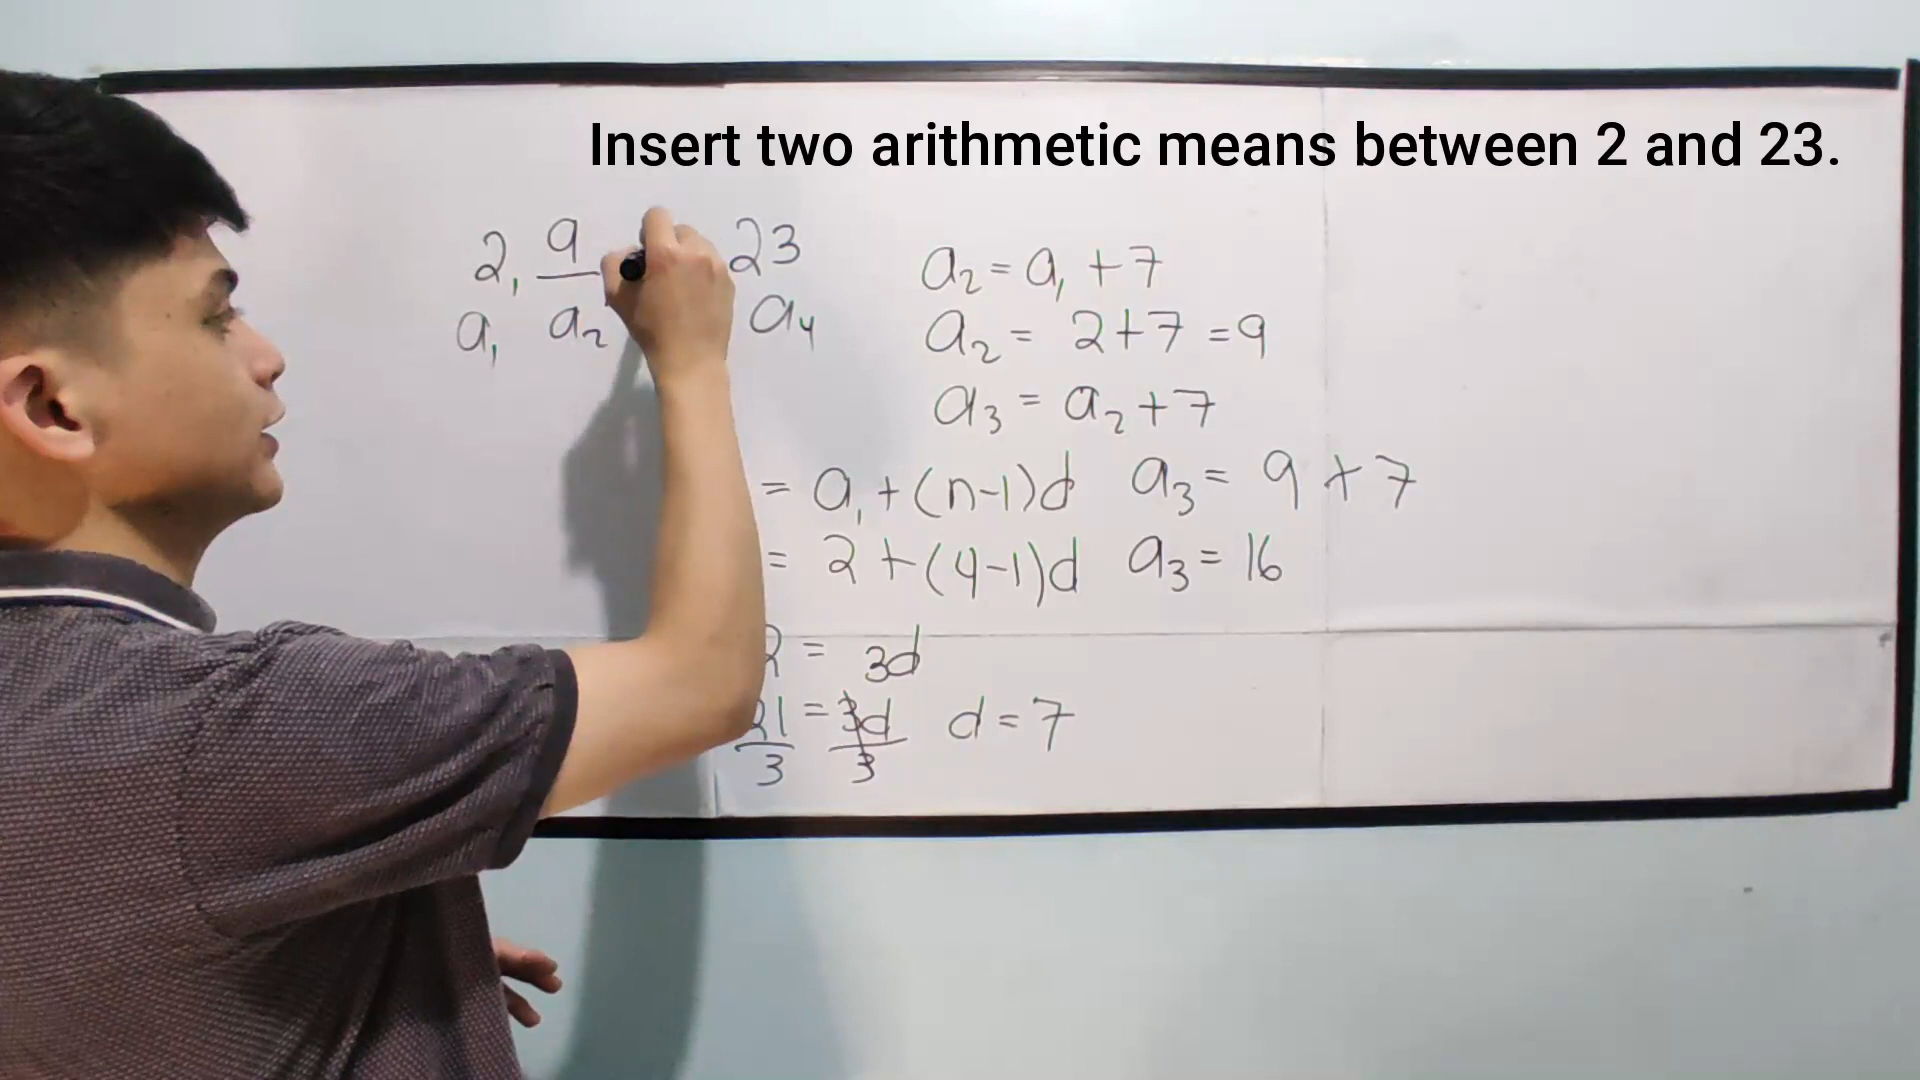 Insert two arithmetic means between 2 and 23.
2, 9 23
a₁ a₂ a₄
a₂ = a₁ + 7
a₂ = 2+7 = 9
a₃ = a₂ + 7
= a₁ + (n-1)d a₃ = 9 + 7
= 2 + (4-1)d a₃ = 16
2 = 3d
21 = 3d d = 7
3 3